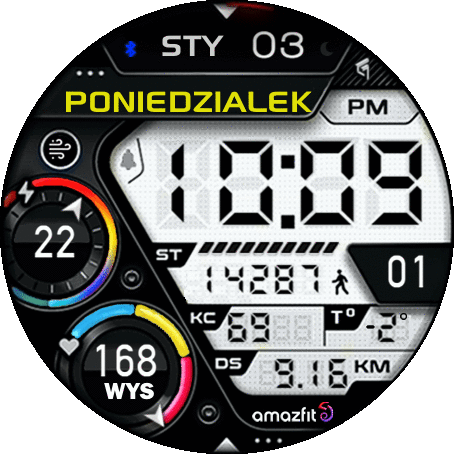 STY 03
PONIEDZIALEK
PM
10:09
22
ST
14287
01
KC 69 Tº -2°
168
WYS
DS 9.16 KM
amazfit